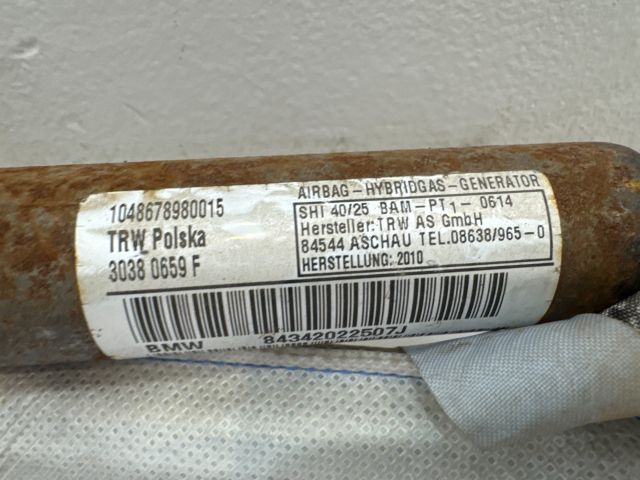 1048678980015
TRW Polska
3038 0659 F
AIRBAG-HYBRIDGAS-GENERATOR
SHI 40/25 BAM-PT1-0614
Hersteller:TRW AS GmbH
84544 ASCHAU TEL.08638/965-0
HERSTELLUNG: 2010
BMW 84342022507J